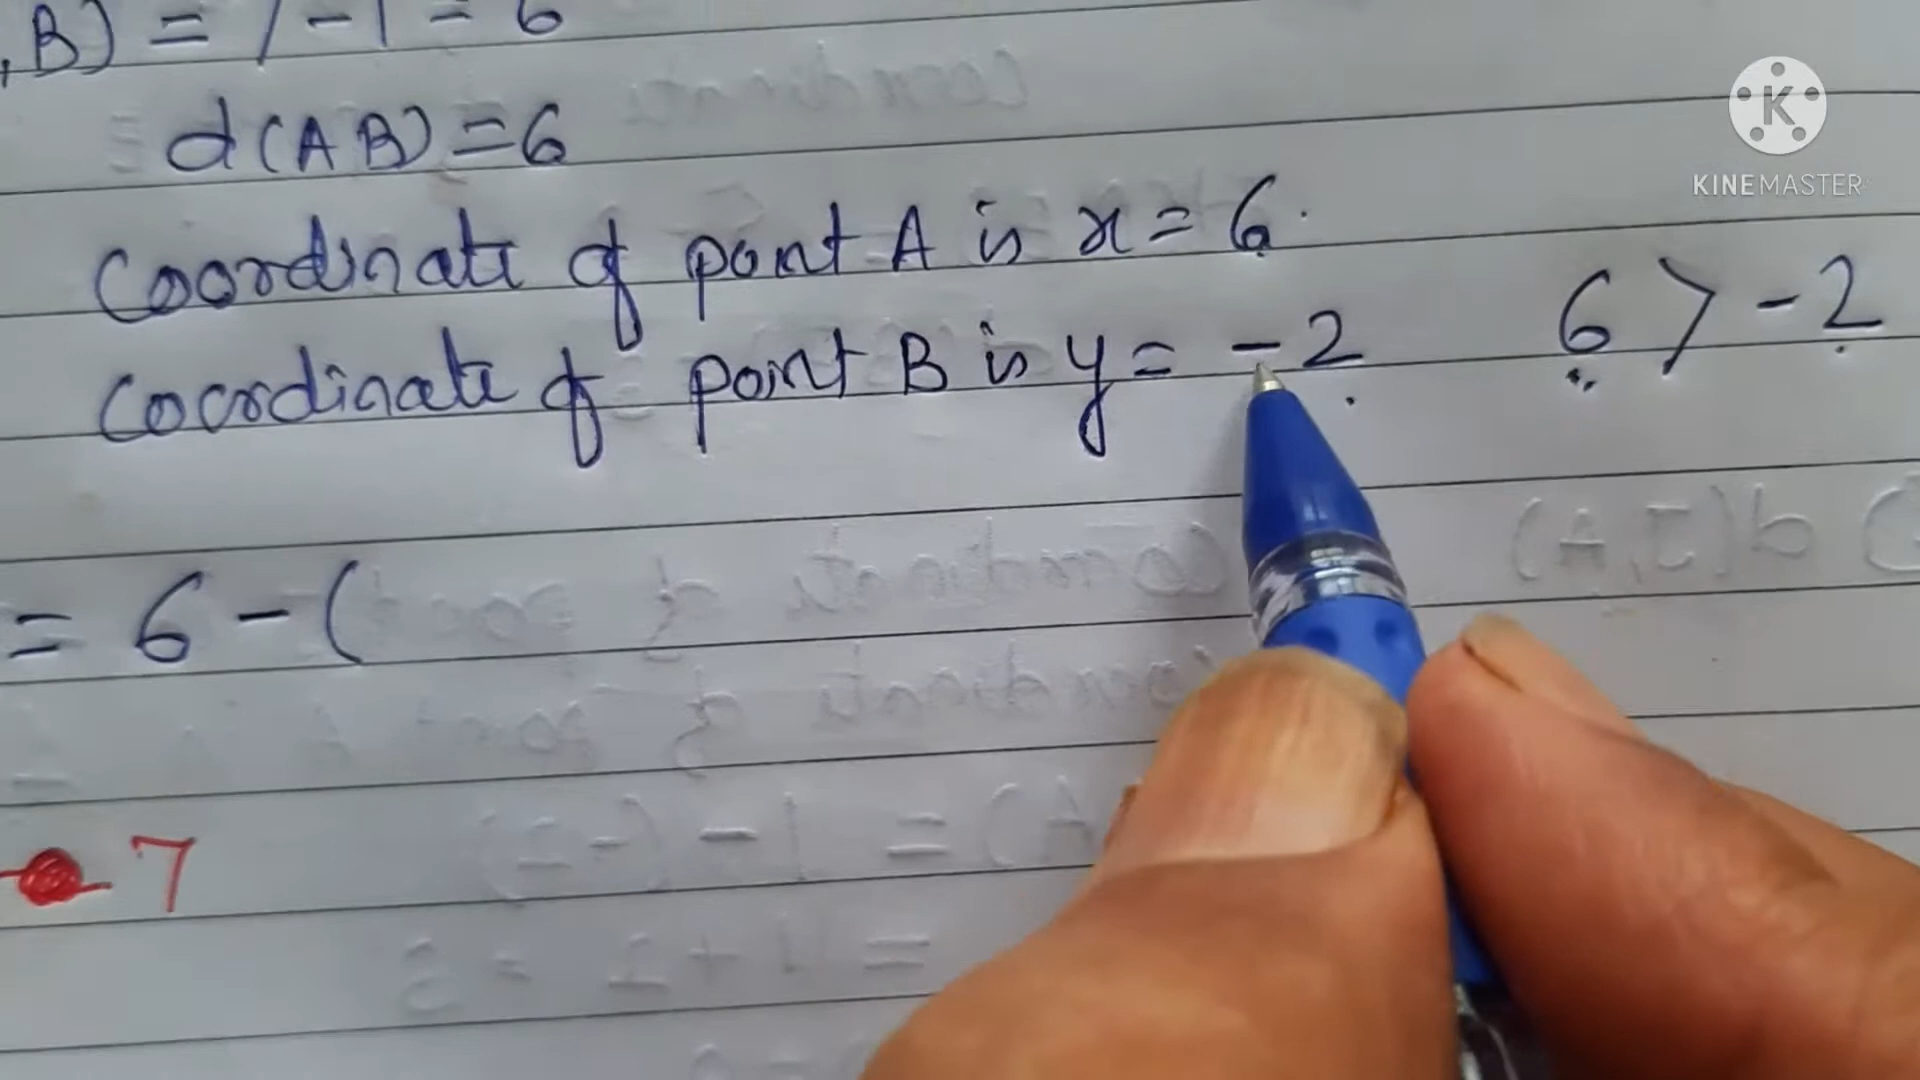 ,B) = 7-1=6
d(AB)=6
Coordinate of point A is x = 6.
Coordinate of point B is y = -2
6 > -2
= 6 - (
7
KINEMASTER